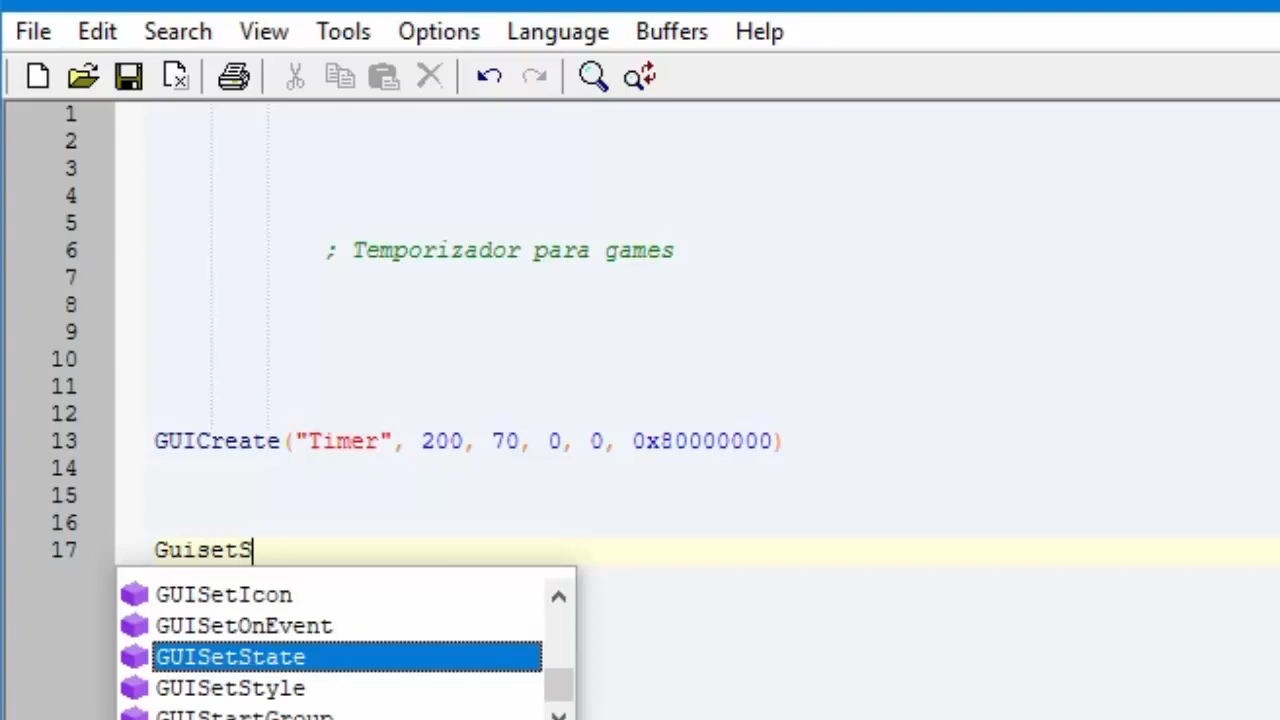 File Edit Search View Tools Options Language Buffers Help
1
2
3
4
5
6 ; Temporizador para games
7
8
9
10
11
12
13 GUICreate("Timer", 200, 70, 0, 0, 0x80000000)
14
15
16
17 GuisetS
GUISetIcon
GUISetOnEvent
GUISetState
GUISetStyle
GUIStartGroup